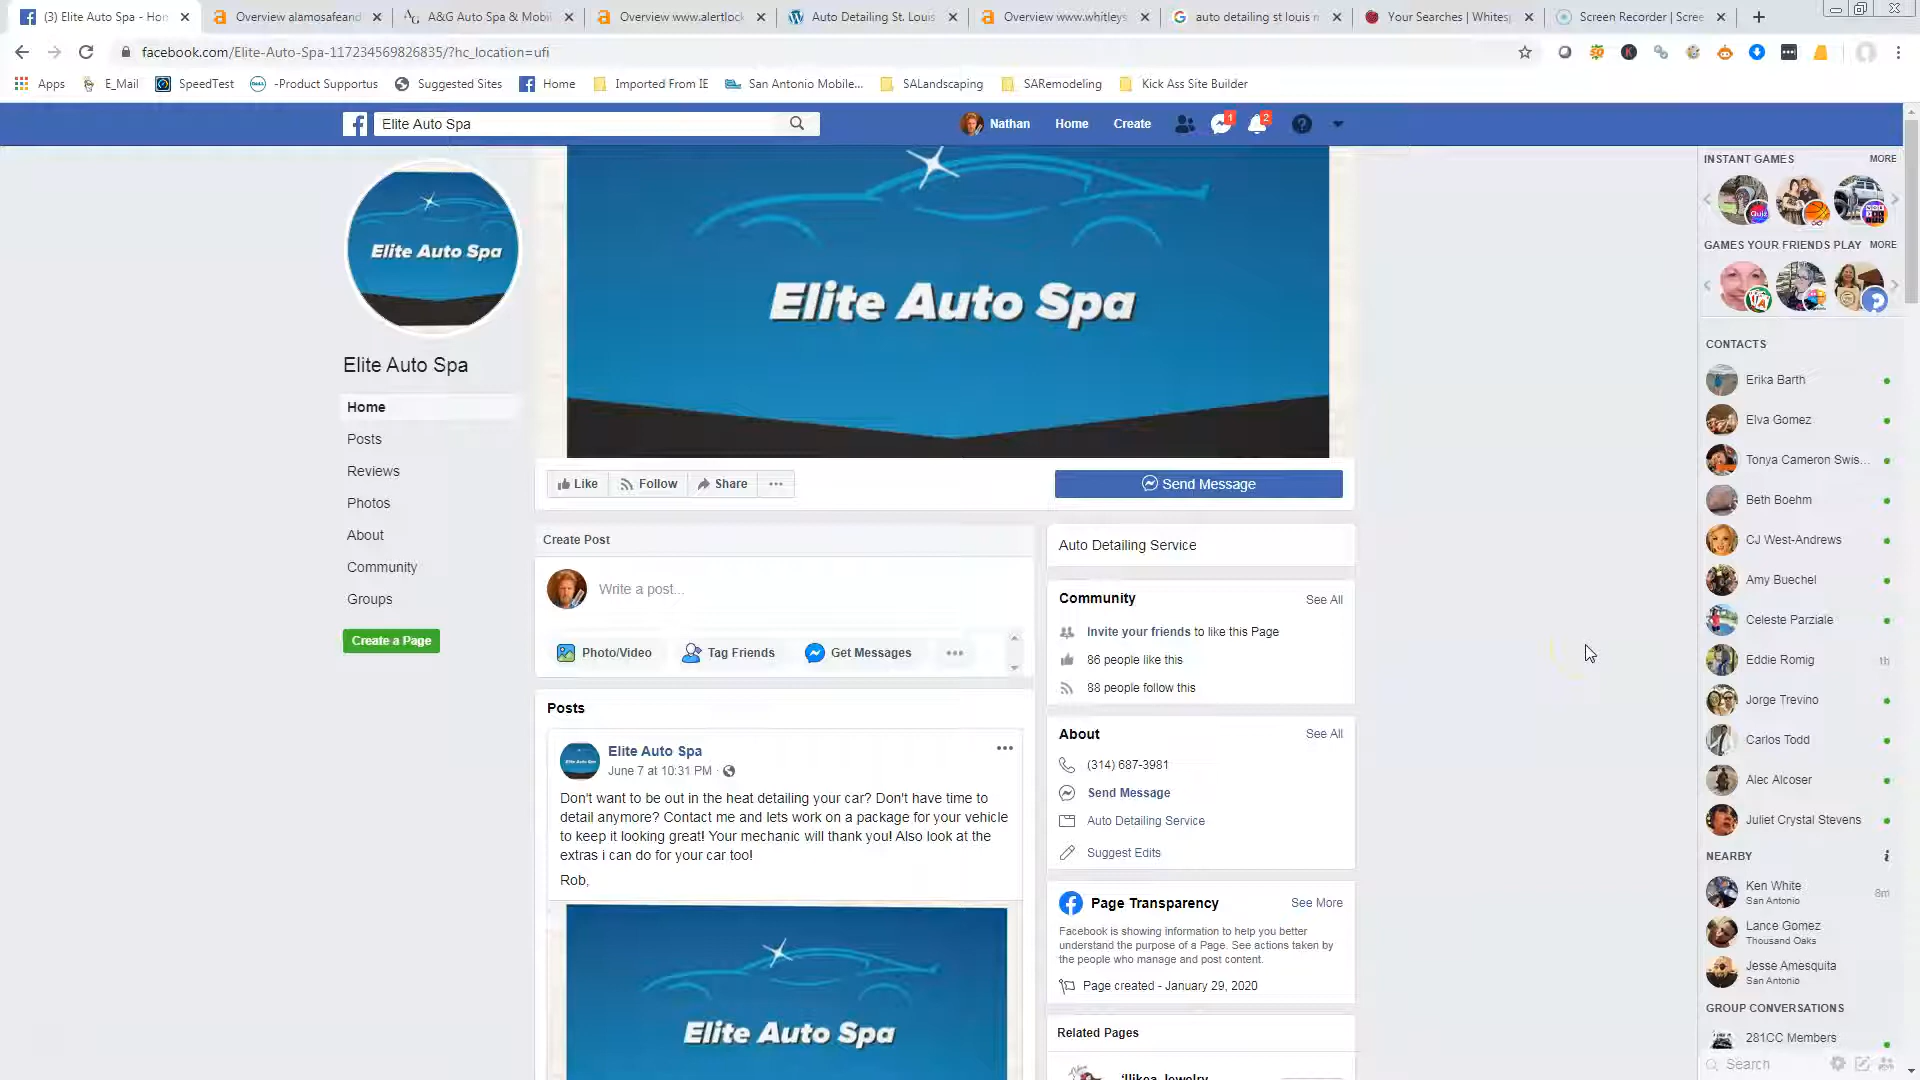 (3) Elite Auto Spa - Hon
Overview alamosafeand
A&G Auto Spa & Mobil
Overview www.alertlock
Auto Detailing St. Louis
Overview www.whitleys
auto detailing st louis m
Your Searches | Whitesp
Screen Recorder | Scree
facebook.com/Elite-Auto-Spa-117234569826835/?hc_location=ufi
Apps
E_Mail
SpeedTest
-Product Supportus
Suggested Sites
Home
Imported From IE
San Antonio Mobile...
SALandscaping
SARemodeling
Kick Ass Site Builder
Elite Auto Spa
Nathan
Home
Create
1
2
Elite Auto Spa
Elite Auto Spa
Elite Auto Spa
Home
Posts
Reviews
Photos
About
Community
Groups
Create a Page
Like
Follow
Share
Send Message
Create Post
Write a post...
Photo/Video
Tag Friends
Get Messages
Posts
Elite Auto Spa
June 7 at 10:31 PM ·
Don't want to be out in the heat detailing your car? Don't have time to
detail anymore? Contact me and lets work on a package for your vehicle
to keep it looking great! Your mechanic will thank you! Also look at the
extras i can do for your car too!
Rob,
Elite Auto Spa
Auto Detailing Service
Community
See All
Invite your friends to like this Page
86 people like this
88 people follow this
About
See All
(314) 687-3981
Send Message
Auto Detailing Service
Suggest Edits
Page Transparency
See More
Facebook is showing information to help you better
understand the purpose of a Page. See actions taken by
the people who manage and post content.
Page created - January 29, 2020
Related Pages
INSTANT GAMES
MORE
GAMES YOUR FRIENDS PLAY
MORE
CONTACTS
Erika Barth
Elva Gomez
Tonya Cameron Swis...
Beth Boehm
CJ West-Andrews
Amy Buechel
Celeste Parziale
Eddie Romig
1h
Jorge Trevino
Carlos Todd
Alec Alcoser
Juliet Crystal Stevens
NEARBY
Ken White
San Antonio
8m
Lance Gomez
Thousand Oaks
Jesse Amesquita
San Antonio
GROUP CONVERSATIONS
281CC Members
Search